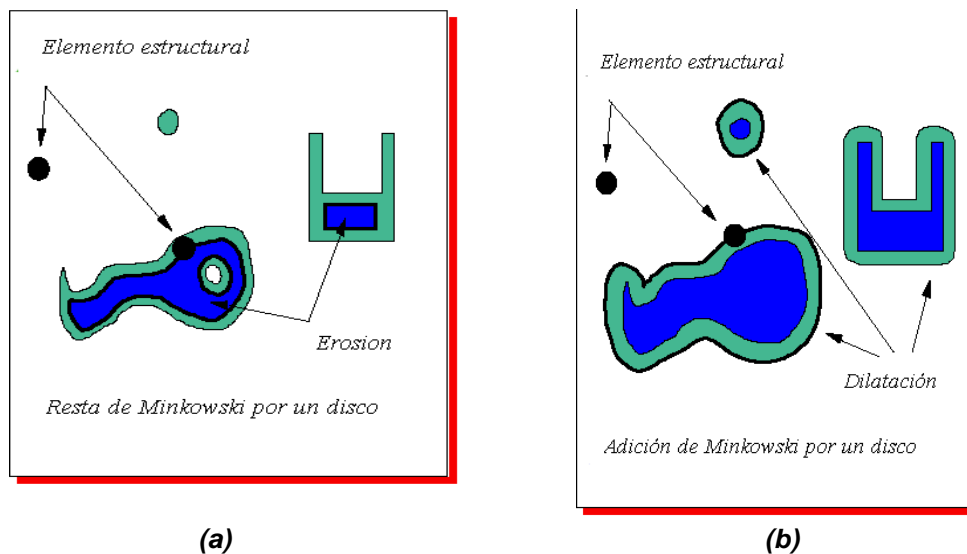 Elemento estructural
Erosion
Resta de Minkowski por un disco
(a)
Elemento estructural
Dilatación
Adición de Minkowski por un disco
(b)